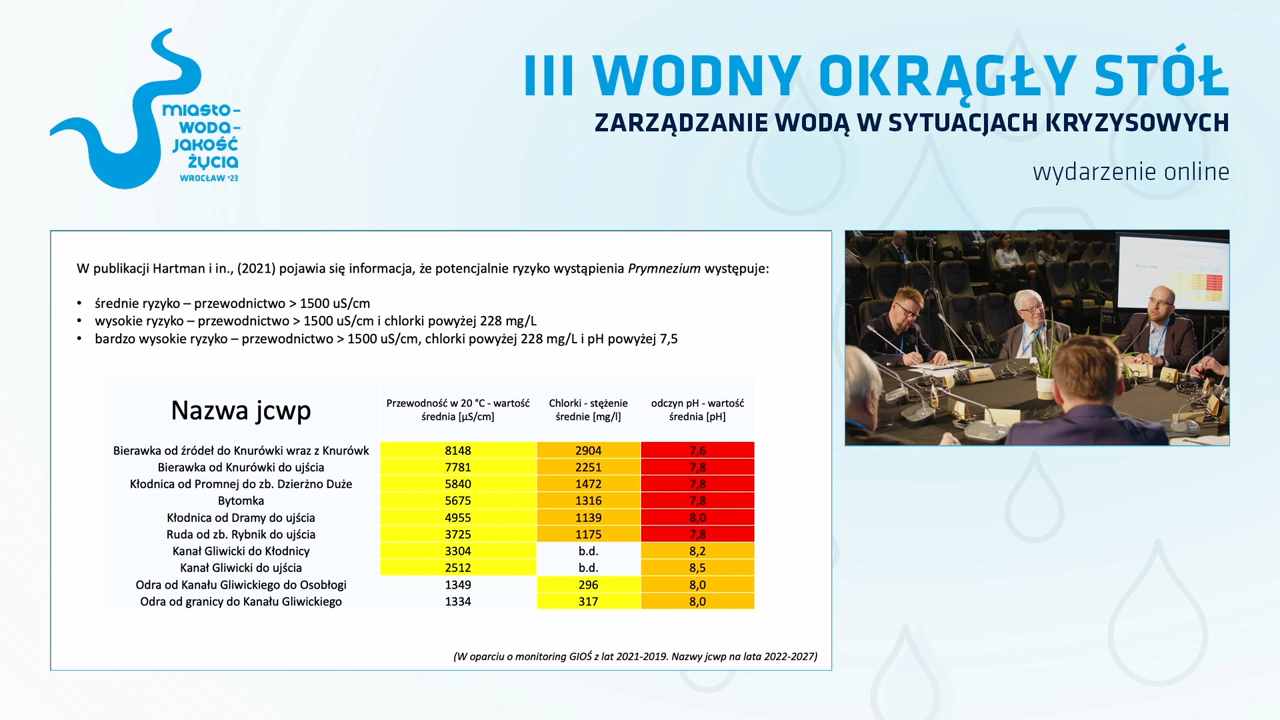 miasto-
woda-
jakość
życia
WROCŁAW '23
III WODNY OKRĄGŁY STÓŁ
ZARZĄDZANIE WODĄ W SYTUACJACH KRYZYSOWYCH
wydarzenie online
W publikacji Hartman i in., (2021) pojawia się informacja, że potencjalnie ryzyko wystąpienia Prymnezium występuje:
• średnie ryzyko – przewodnictwo > 1500 uS/cm
• wysokie ryzyko – przewodnictwo > 1500 uS/cm i chlorki powyżej 228 mg/L
• bardzo wysokie ryzyko – przewodnictwo > 1500 uS/cm, chlorki powyżej 228 mg/L i pH powyżej 7,5
Nazwa jcwp Przewodność w 20 °C - wartość średnia [µS/cm] Chlorki - stężenie średnie [mg/l] odczyn pH - wartość średnia [pH]
Bierawka od źródeł do Knurówki wraz z Knurówk 8148 2904 7,6
Bierawka od Knurówki do ujścia 7781 2251 7,8
Kłodnica od Promnej do zb. Dzierżno Duże 5840 1472 7,8
Bytomka 5675 1316 7,8
Kłodnica od Dramy do ujścia 4955 1139 8,0
Ruda od zb. Rybnik do ujścia 3725 1175 7,8
Kanał Gliwicki do Kłodnicy 3304 b.d. 8,2
Kanał Gliwicki do ujścia 2512 b.d. 8,5
Odra od Kanału Gliwickiego do Osobłogi 1349 296 8,0
Odra od granicy do Kanału Gliwickiego 1334 317 8,0
(W oparciu o monitoring GIOŚ z lat 2021-2019. Nazwy jcwp na lata 2022-2027)